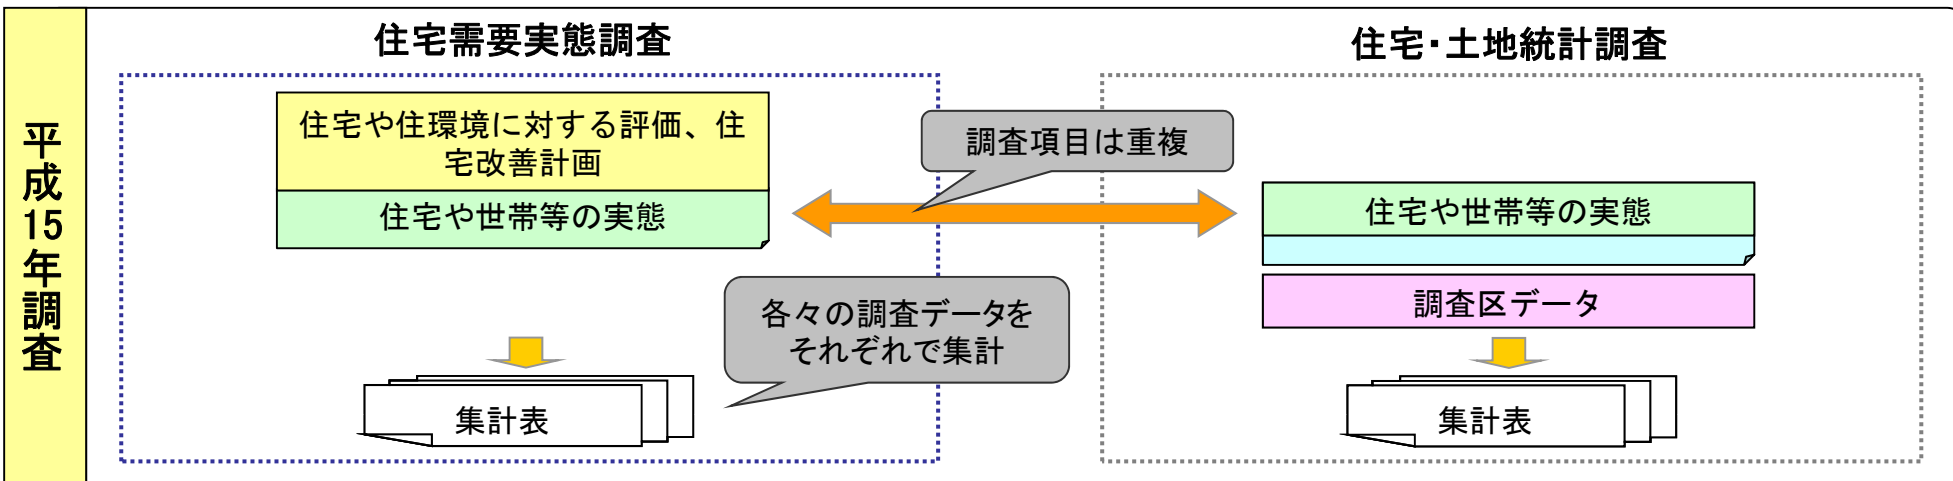 平成15年調査
住宅需要実態調査
住宅や住環境に対する評価、住
宅改善計画
住宅や世帯等の実態
集計表
調査項目は重複
各々の調査データを
それぞれで集計
住宅・土地統計調査
住宅や世帯等の実態
調査区データ
集計表